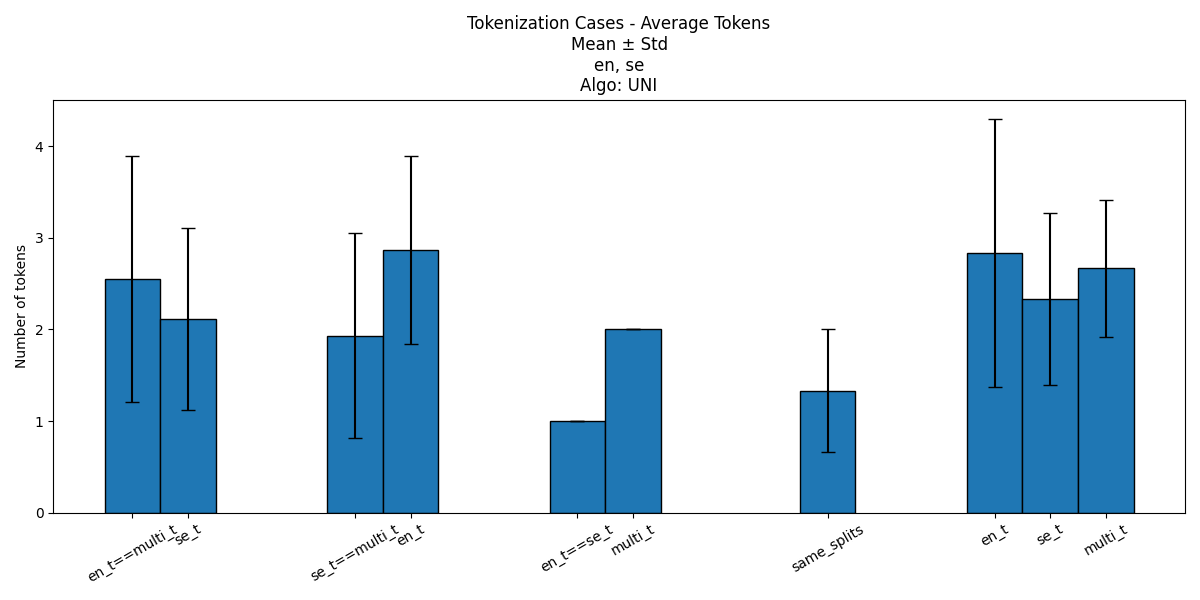 Tokenization Cases - Average Tokens
Mean ± Std
en, se
Algo: UNI
Number of tokens
4
3
2
1
0
en_t==multi_t
se_t
se_t==multi_t
en_t
en_t==se_t
multi_t
same_splits
en_t
se_t
multi_t